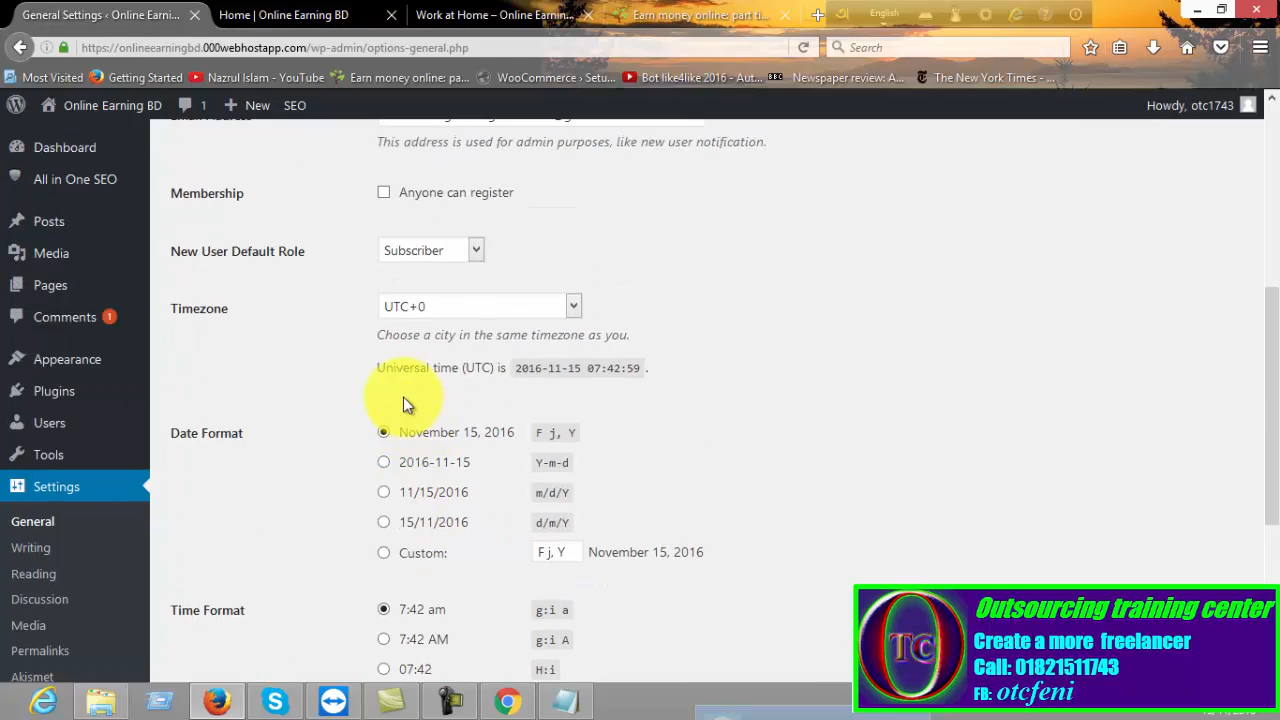 General Settings ‹ Online Earni...
Home | Online Earning BD
Work at Home – Online Earnin...
Earn money online: part ti...
English
https://onlineearningbd.000webhostapp.com/wp-admin/options-general.php
Search
Most Visited
Getting Started
Nazrul Islam - YouTube
Earn money online: pa...
WooCommerce › Setu...
Bot like4like 2016 - Aut...
BBC
Newspaper review: A...
The New York Times - ...
Online Earning BD
1
New
SEO
Howdy, otc1743
Dashboard
All in One SEO
Posts
Media
Pages
Comments 1
Appearance
Plugins
Users
Tools
Settings
General
Writing
Reading
Discussion
Media
Permalinks
Akismet
This address is used for admin purposes, like new user notification.
Membership
Anyone can register
New User Default Role
Subscriber
Timezone
UTC+0
Choose a city in the same timezone as you.
Universal time (UTC) is 2016-11-15 07:42:59 .
Date Format
November 15, 2016 F j, Y
2016-11-15 Y-m-d
11/15/2016 m/d/Y
15/11/2016 d/m/Y
Custom: F j, Y November 15, 2016
Time Format
7:42 am g:i a
7:42 AM g:i A
07:42 H:i
OTC
Outsourcing training center
Create a more freelancer
Call: 01821511743
FB: otcfeni